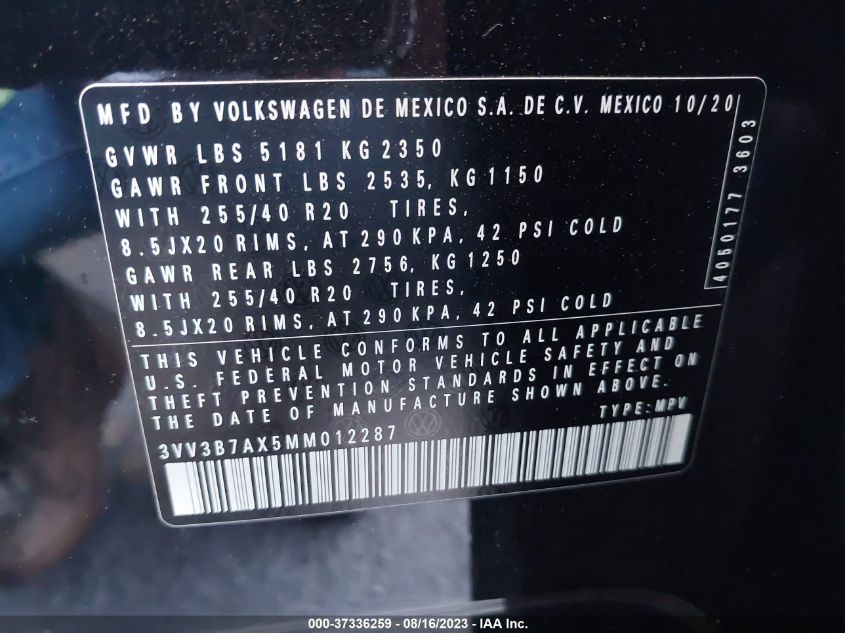 MFD BY VOLKSWAGEN DE MEXICO S.A. DE C.V. MEXICO 10/20
GVWR LBS 5181 KG 2350
GAWR FRONT LBS 2535, KG 1150
WITH 255/40 R20 TIRES,
8.5JX20 RIMS, AT 290 KPA, 42 PSI COLD
GAWR REAR LBS 2756, KG 1250
WITH 255/40 R20 TIRES,
8.5JX20 RIMS, AT 290 KPA, 42 PSI COLD
4050177 3603
THIS VEHICLE CONFORMS TO ALL APPLICABLE
U.S. FEDERAL MOTOR VEHICLE SAFETY AND
THEFT PREVENTION STANDARDS IN EFFECT ON
THE DATE OF MANUFACTURE SHOWN ABOVE.
TYPE: MPV
3VV3B7AX5MM012287
000-37336259 - 08/16/2023 - IAA Inc.